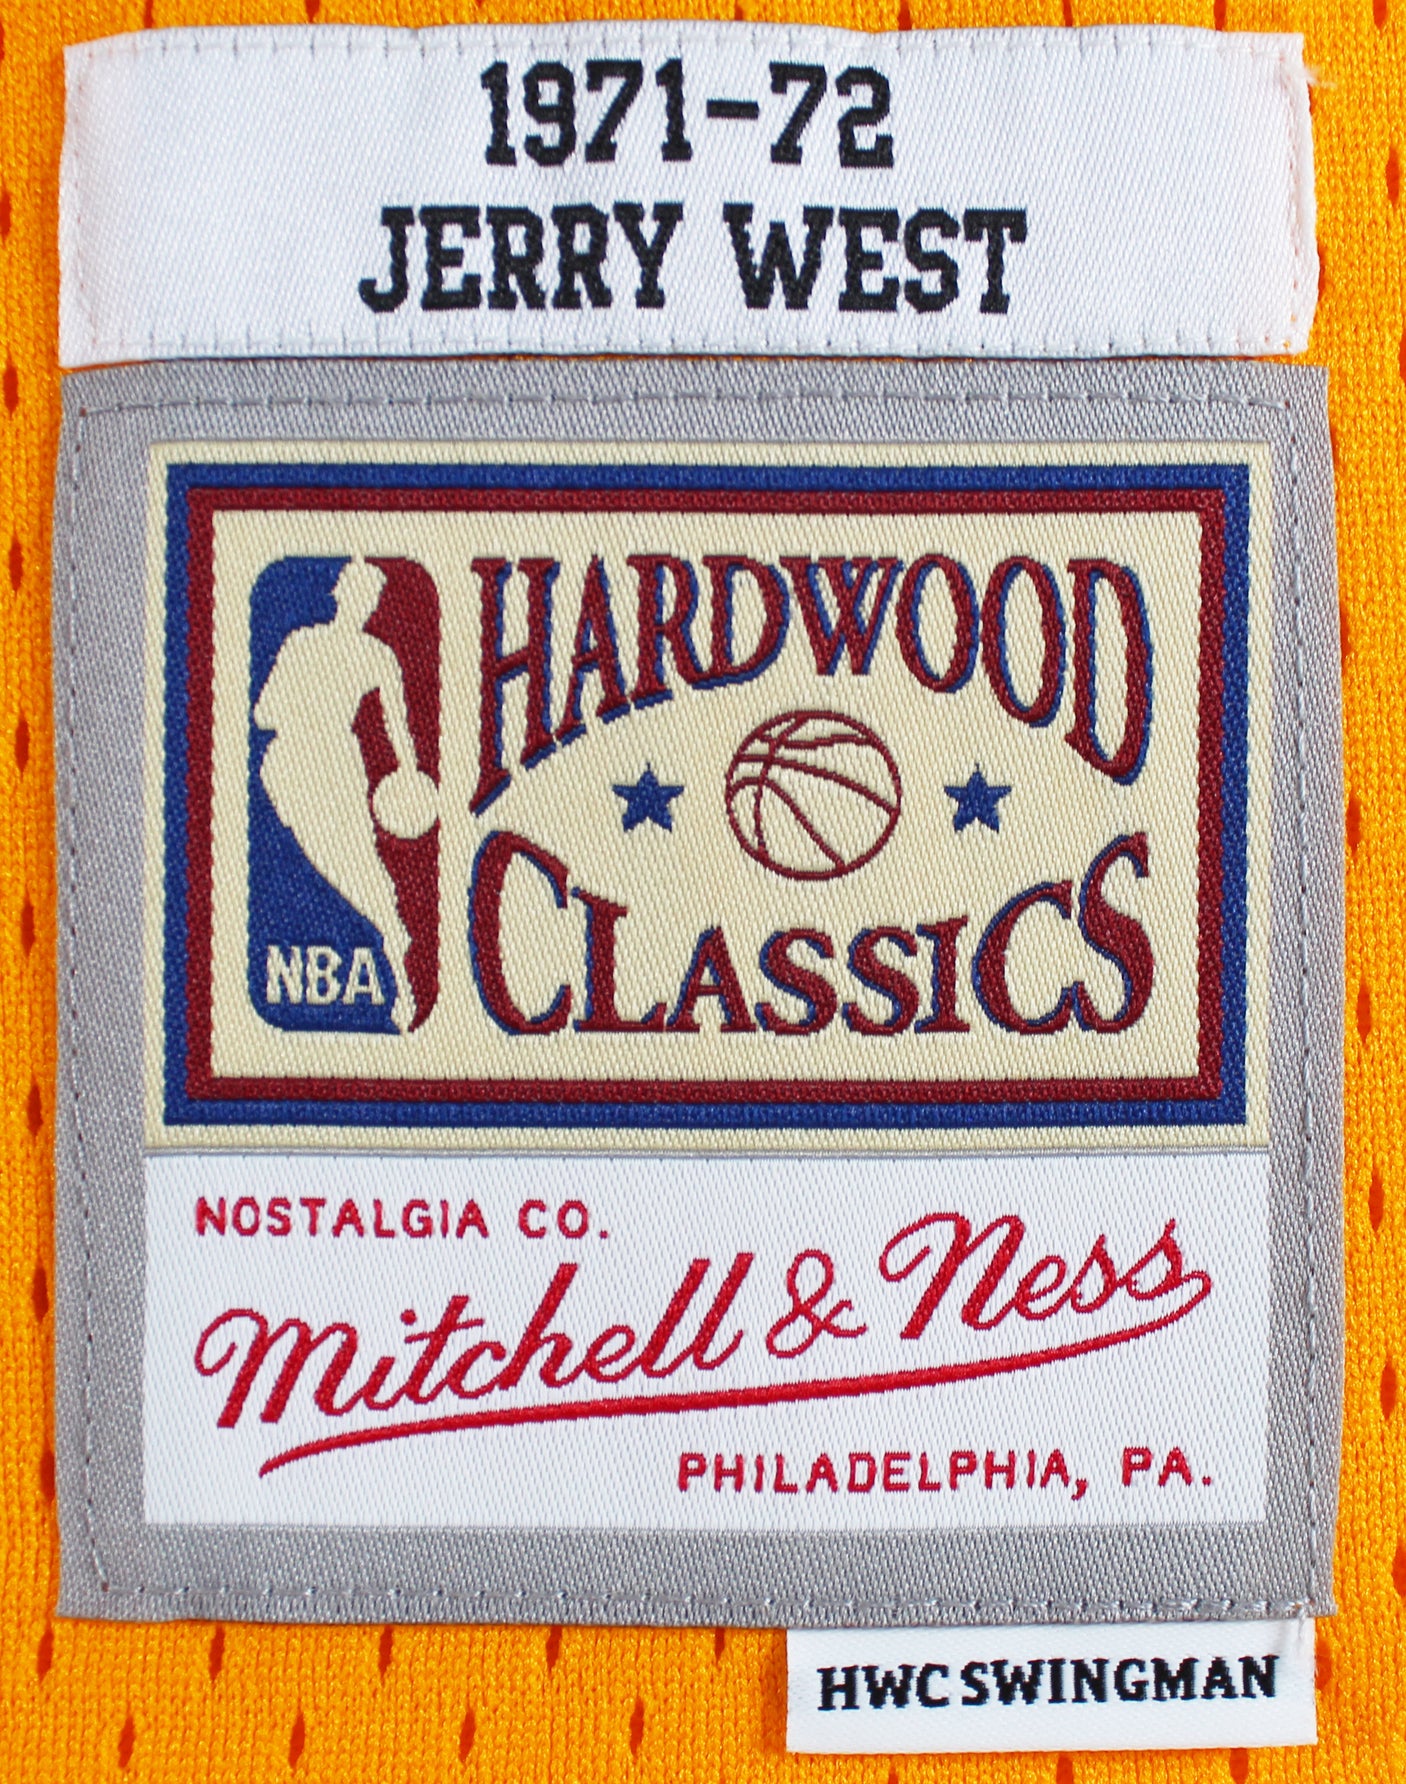 1971-72
JERRY WEST
HARDWOOD
CLASSICS
NBA
NOSTALGIA CO.
Mitchell & Ness
PHILADELPHIA, PA.
HWC SWINGMAN